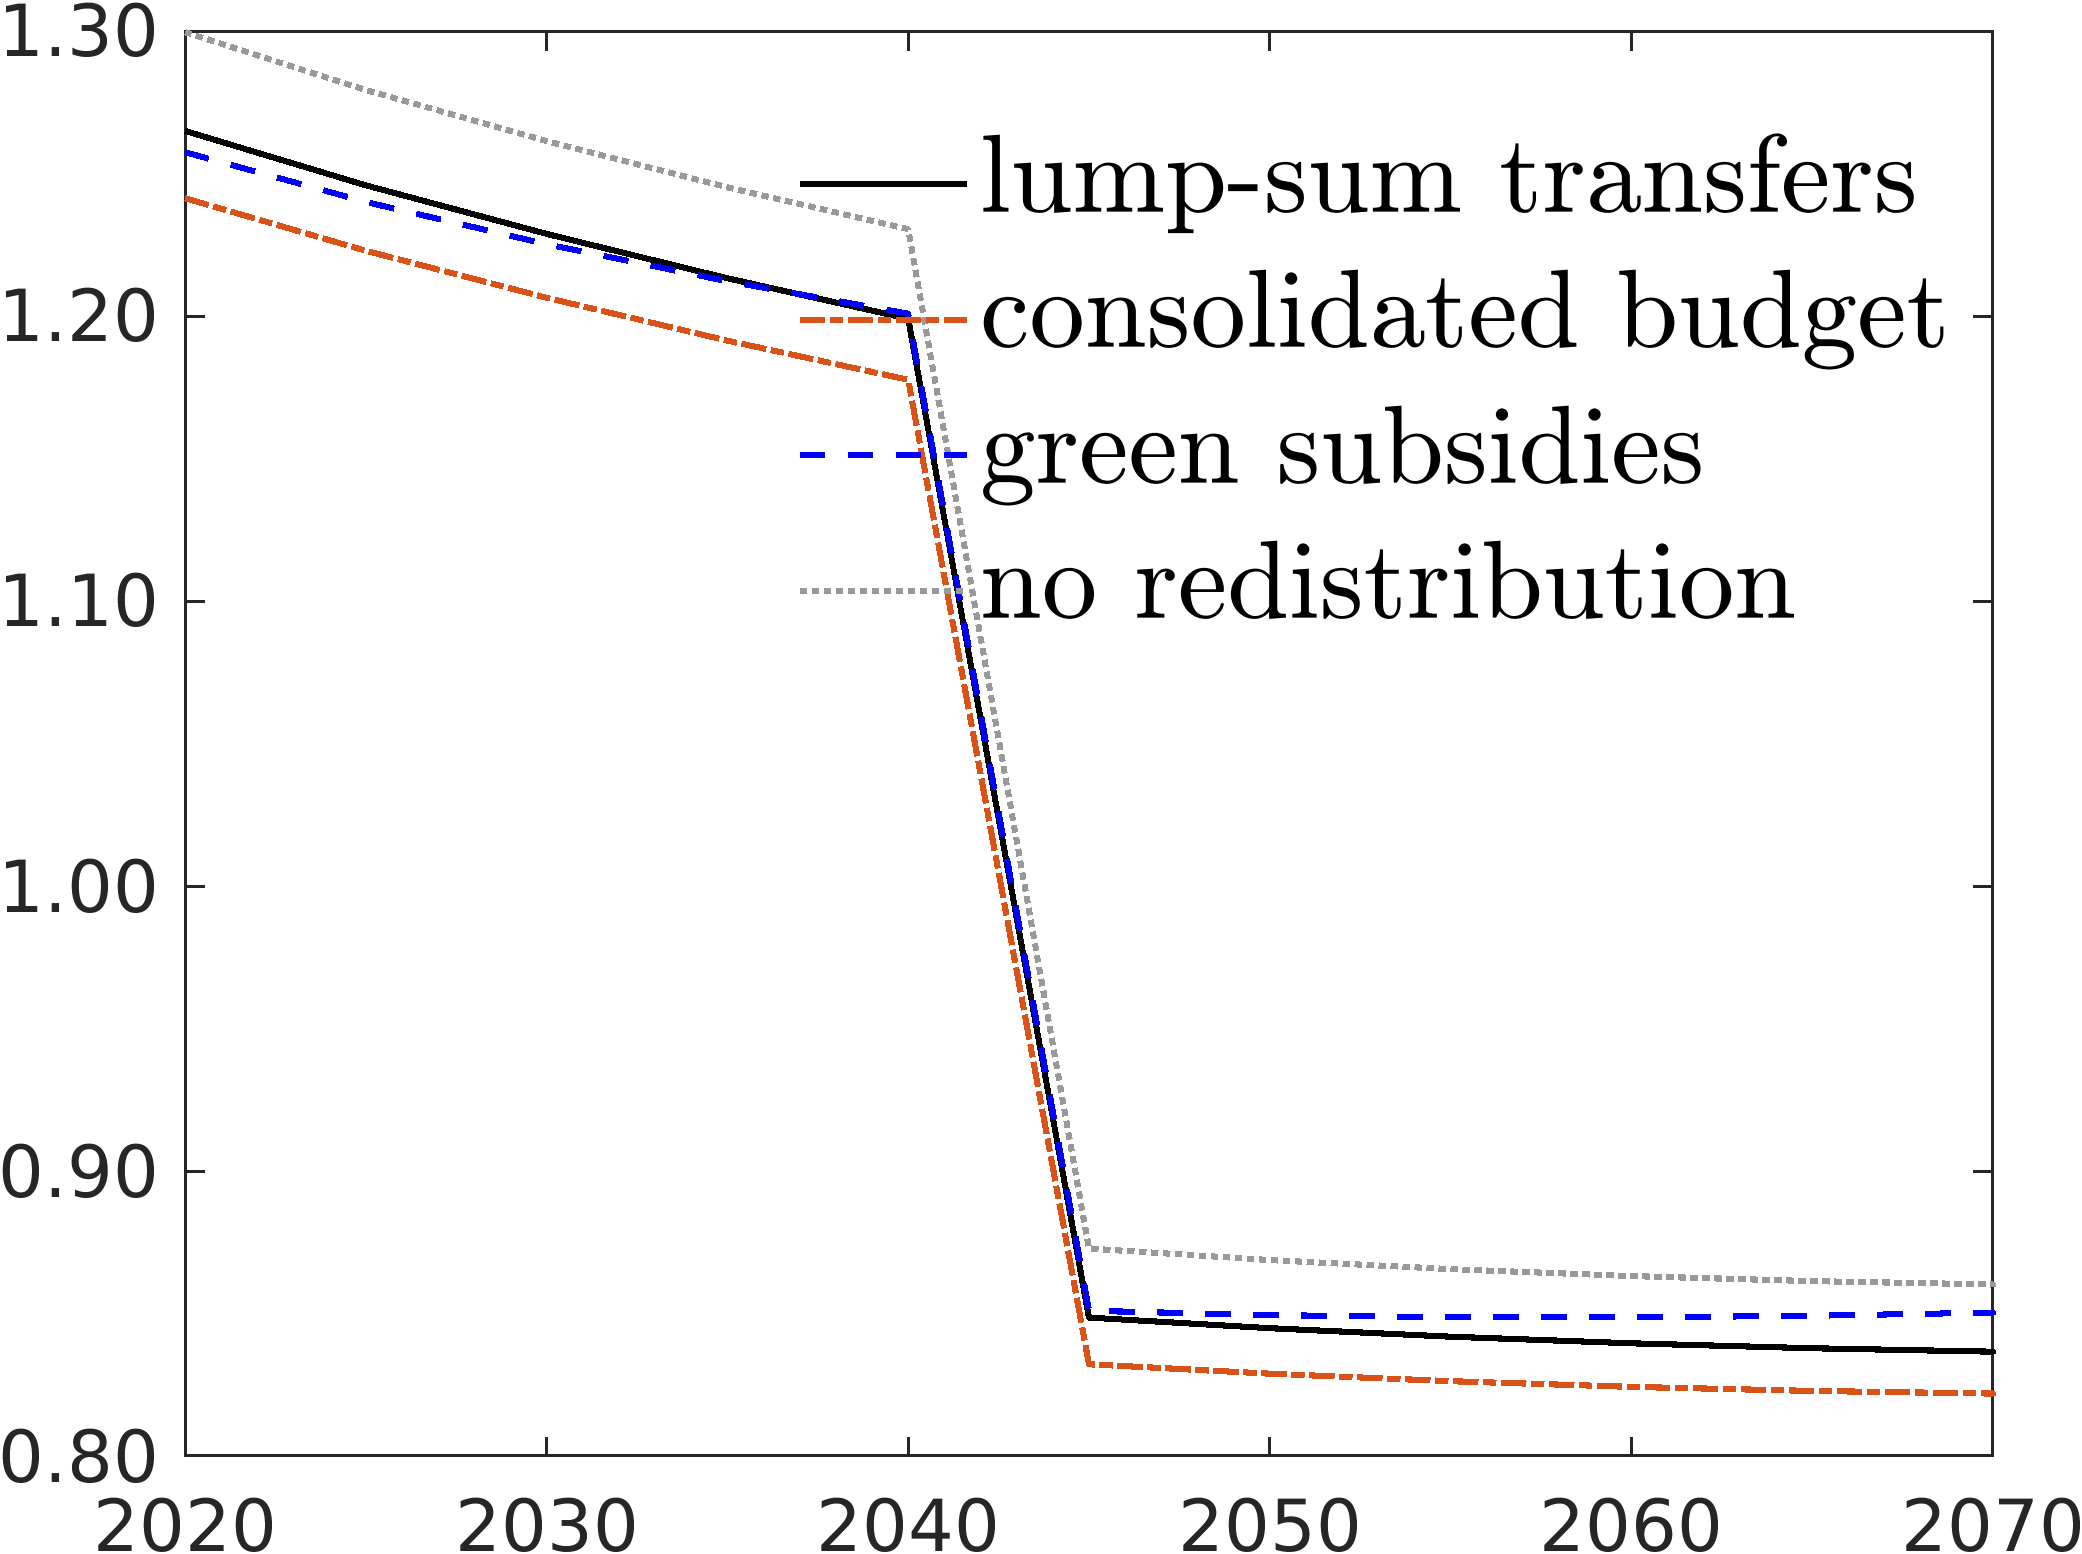 1.30
1.20
1.10
1.00
0.90
0.80
2020 2030 2040 2050 2060 2070
lump-sum transfers
consolidated budget
green subsidies
no redistribution